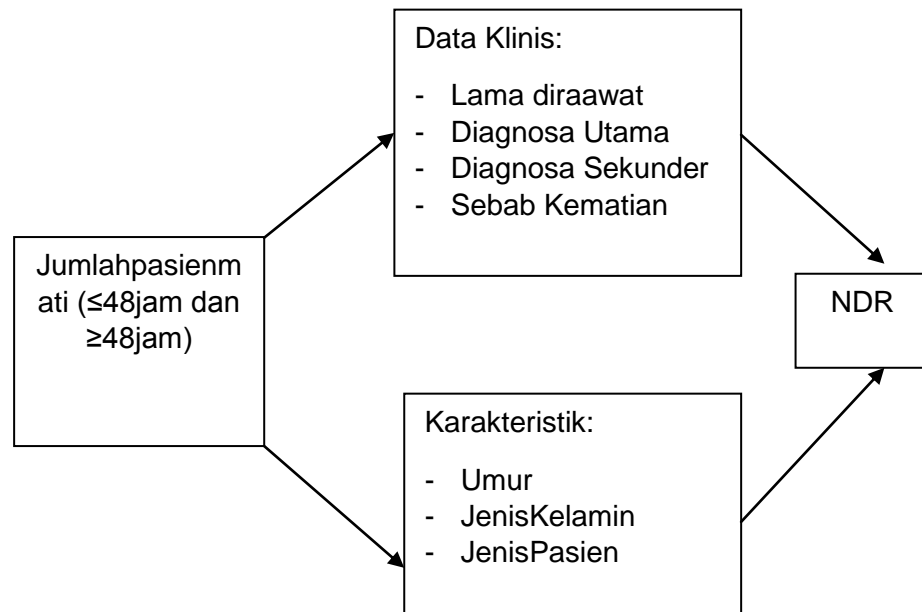 Data Klinis:
- Lama diraawat
- Diagnosa Utama
- Diagnosa Sekunder
- Sebab Kematian
Jumlahpasienm
ati (≤48jam dan
≥48jam)
NDR
Karakteristik:
- Umur
- JenisKelamin
- JenisPasien